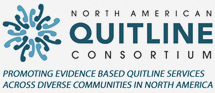 NORTH AMERICAN
QUITLINE
CONSORTIUM
PROMOTING EVIDENCE BASED QUITLINE SERVICES
ACROSS DIVERSE COMMUNITIES IN NORTH AMERICA